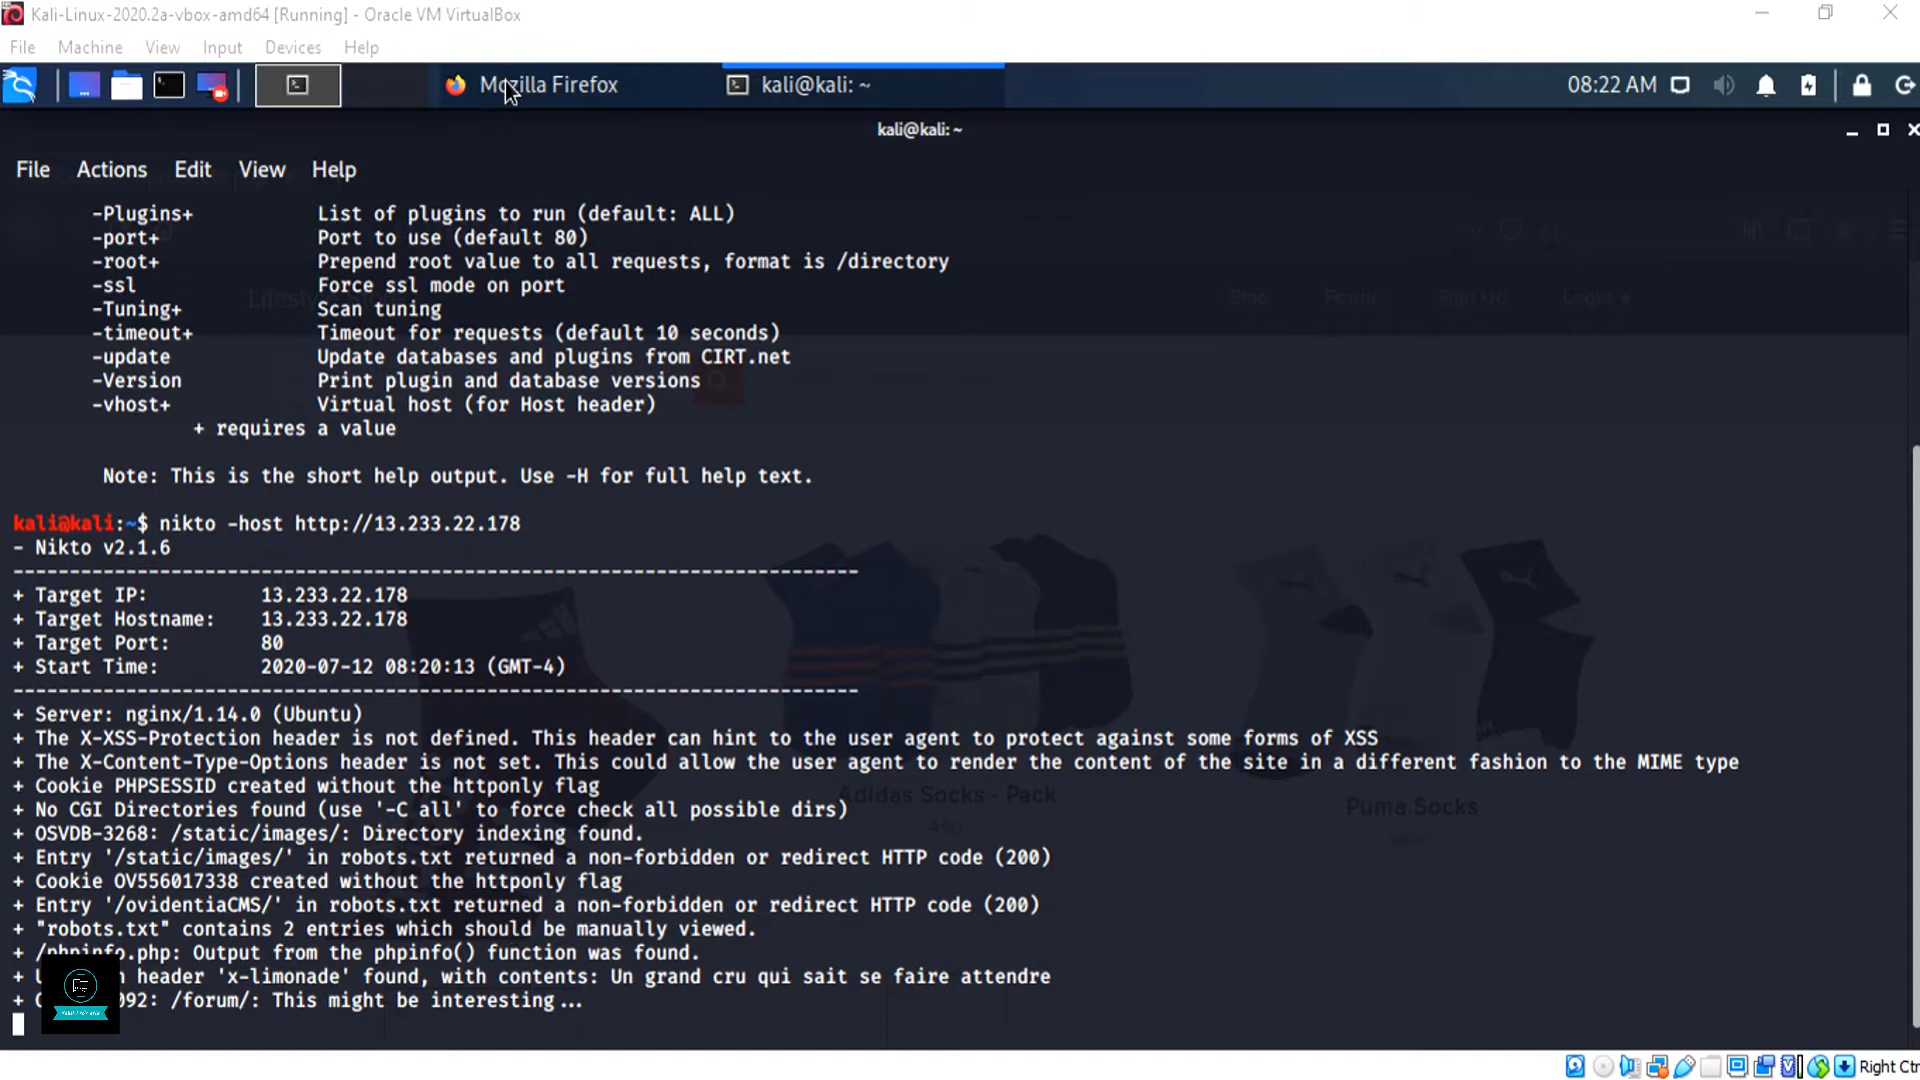 Kali-Linux-2020.2a-vbox-amd64 [Running] - Oracle VM VirtualBox
File Machine View Input Devices Help
Mozilla Firefox kali@kali: ~ 08:22 AM
kali@kali: ~
File Actions Edit View Help
-Plugins+ List of plugins to run (default: ALL)
-port+ Port to use (default 80)
-root+ Prepend root value to all requests, format is /directory
-ssl Force ssl mode on port
Blog Forum Sign Up Login
-Tuning+ Scan tuning
-timeout+ Timeout for requests (default 10 seconds)
-update Update databases and plugins from CIRT.net
-Version Print plugin and database versions
-vhost+ Virtual host (for Host header)
+ requires a value
Note: This is the short help output. Use -H for full help text.
kali@kali:~$ nikto -host http://13.233.22.178
- Nikto v2.1.6
---------------------------------------------------------------------------
+ Target IP: 13.233.22.178
+ Target Hostname: 13.233.22.178
+ Target Port: 80
+ Start Time: 2020-07-12 08:20:13 (GMT-4)
---------------------------------------------------------------------------
+ Server: nginx/1.14.0 (Ubuntu)
+ The X-XSS-Protection header is not defined. This header can hint to the user agent to protect against some forms of XSS
+ The X-Content-Type-Options header is not set. This could allow the user agent to render the content of the site in a different fashion to the MIME type
+ Cookie PHPSESSID created without the httponly flag
Adidas Socks - Pack Puma Socks
+ No CGI Directories found (use '-C all' to force check all possible dirs)
+ OSVDB-3268: /static/images/: Directory indexing found.
+ Entry '/static/images/' in robots.txt returned a non-forbidden or redirect HTTP code (200)
+ Cookie OV556017338 created without the httponly flag
+ Entry '/ovidentiaCMS/' in robots.txt returned a non-forbidden or redirect HTTP code (200)
+ "robots.txt" contains 2 entries which should be manually viewed.
+ /phpinfo.php: Output from the phpinfo() function was found.
+ header 'x-limonade' found, with contents: Un grand cru qui sait se faire attendre
+ 092: /forum/: This might be interesting...
Right Ctr